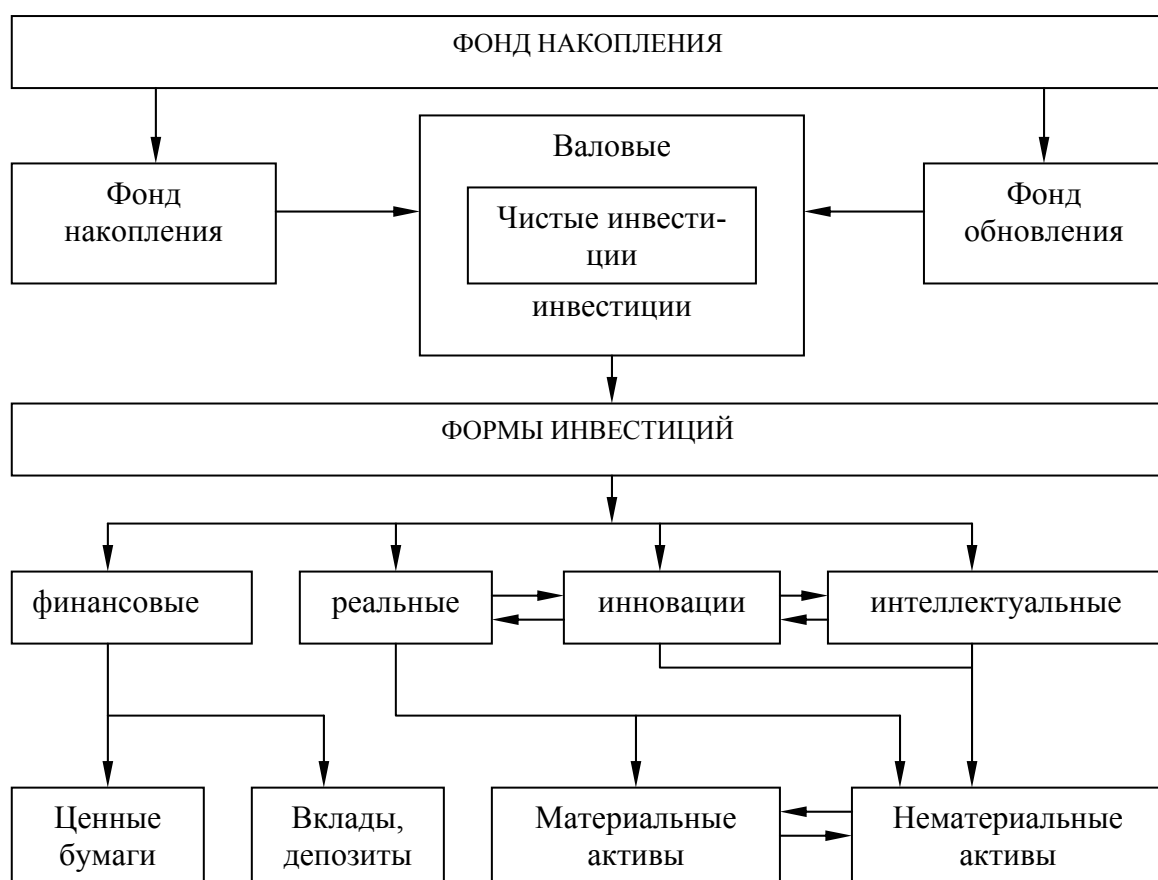 ФОНД НАКОПЛЕНИЯ
Валовые
Фонд
накопления
Чистые инвести-
ции
инвестиции
Фонд
обновления
ФОРМЫ ИНВЕСТИЦИЙ
финансовые
реальные
инновации
интеллектуальные
Ценные
бумаги
Вклады,
депозиты
Материальные
активы
Нематериальные
активы